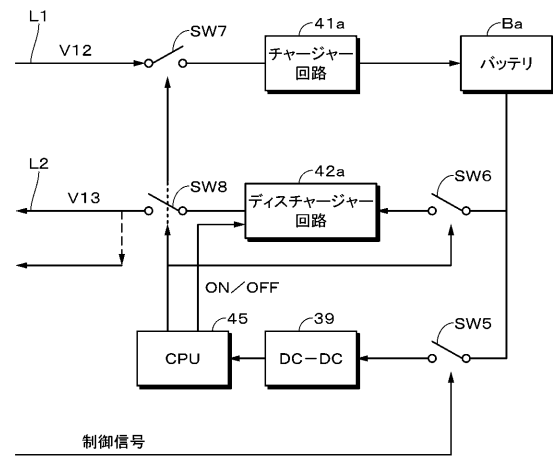 L1
V12
SW7
41a
チャージャー
回路
Ba
バッテリ
L2
V13
SW8
42a
ディスチャージャー
回路
SW6
ON／OFF
45
CPU
39
DC－DC
SW5
制御信号